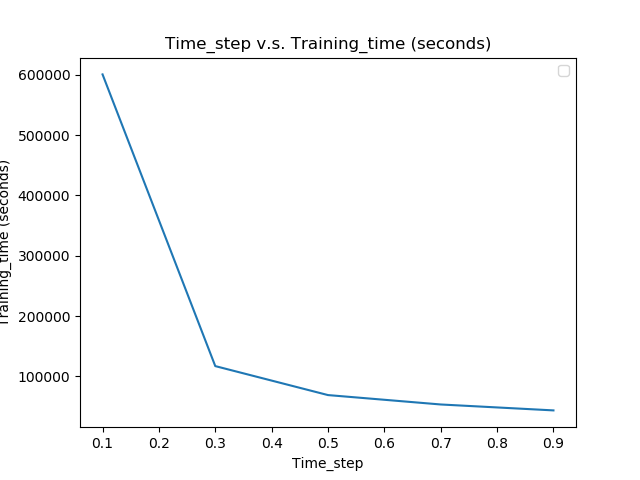 Time_step v.s. Training_time (seconds)
600000
500000
400000
300000
200000
100000
Training_time (seconds)
0.1 0.2 0.3 0.4 0.5 0.6 0.7 0.8 0.9
Time_step